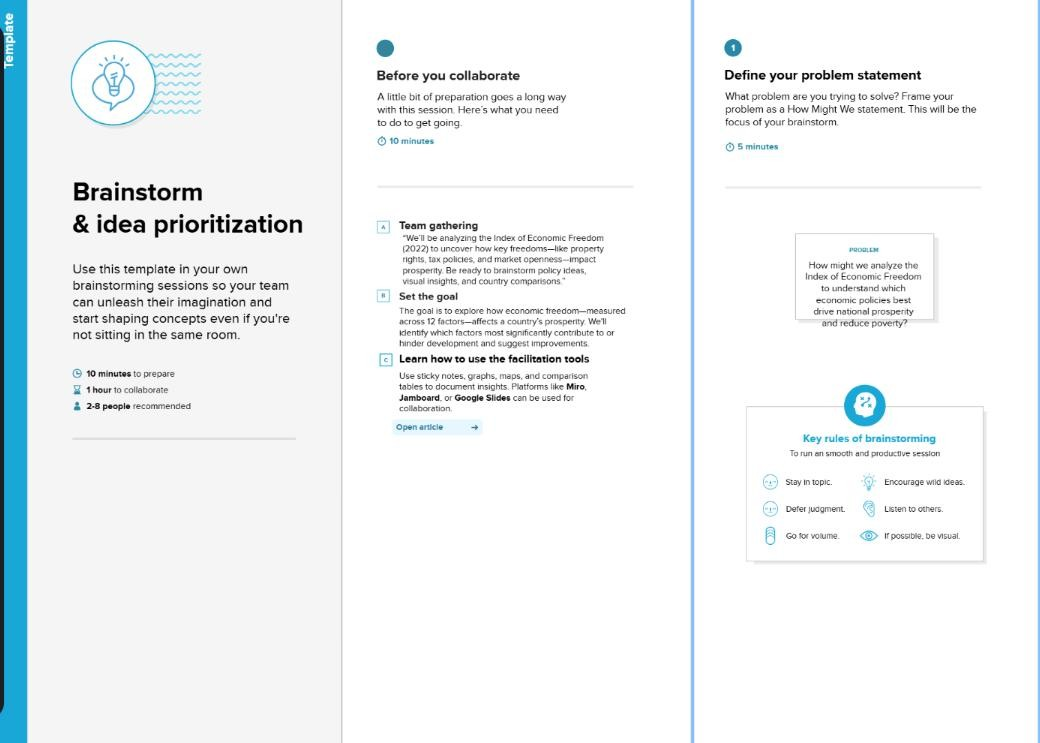 Template
Brainstorm
& idea prioritization
Use this template in your own
brainstorming sessions so your team
can unleash their imagination and
start shaping concepts even if you're
not sitting in the same room.
10 minutes to prepare
1 hour to collaborate
2-8 people recommended
Before you collaborate
A little bit of preparation goes a long way
with this session. Here's what you need
to do to get going.
10 minutes
A
Team gathering
"We'll be analyzing the Index of Economic Freedom
(2022) to uncover how key freedoms—like property
rights, tax policies, and market openness—impact
prosperity. Be ready to brainstorm policy ideas,
visual insights, and country comparisons."
B
Set the goal
The goal is to explore how economic freedom—measured
across 12 factors—affects a country's prosperity. We'll
identify which factors most significantly contribute to or
hinder development and suggest improvements.
C
Learn how to use the facilitation tools
Use sticky notes, graphs, maps, and comparison
tables to document insights. Platforms like Miro,
Jamboard, or Google Slides can be used for
collaboration.
Open article →
1
Define your problem statement
What problem are you trying to solve? Frame your
problem as a How Might We statement. This will be the
focus of your brainstorm.
5 minutes
PROBLEM
How might we analyze the
Index of Economic Freedom
to understand which
economic policies best
drive national prosperity
and reduce poverty?
Key rules of brainstorming
To run an smooth and productive session
Stay in topic.
Encourage wild ideas.
Defer judgment.
Listen to others.
Go for volume.
If possible, be visual.